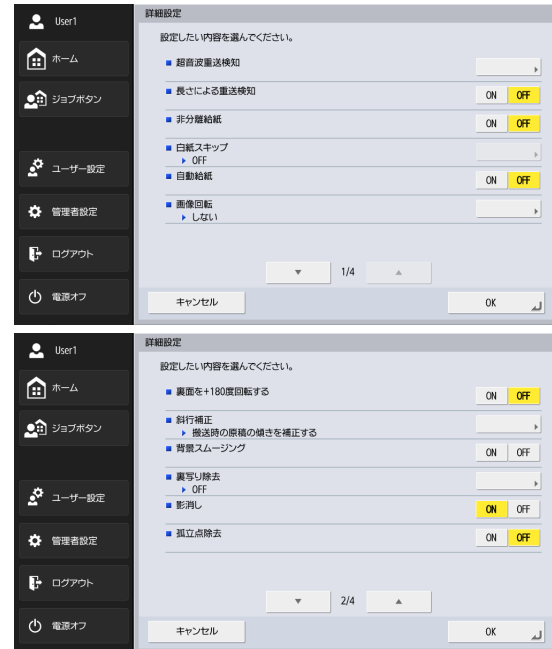 User1
ホーム
ジョブボタン
ユーザー設定
管理者設定
ログアウト
電源オフ
詳細設定
設定したい内容を選んでください。
超音波重送検知
長さによる重送検知
ON OFF
非分離給紙
ON OFF
白紙スキップ
OFF
自動給紙
ON OFF
画像回転
しない
1/4
キャンセル
OK
User1
ホーム
ジョブボタン
ユーザー設定
管理者設定
ログアウト
電源オフ
詳細設定
設定したい内容を選んでください。
裏面を+180度回転する
ON OFF
斜行補正
搬送時の原稿の傾きを補正する
背景スムージング
ON OFF
裏写り除去
OFF
影消し
ON OFF
孤立点除去
ON OFF
2/4
キャンセル
OK